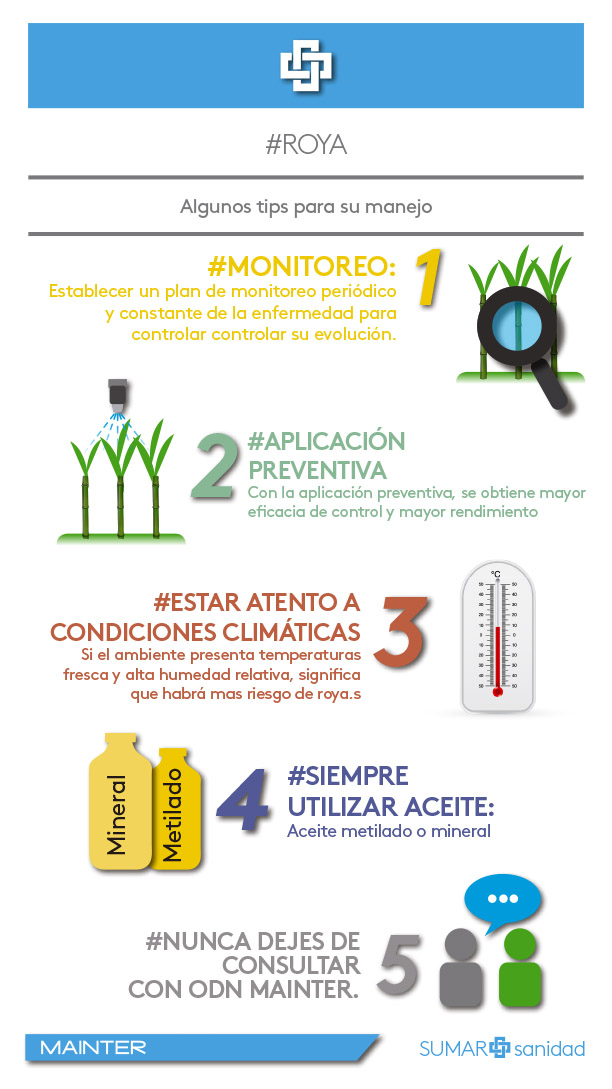 #ROYA
Algunos tips para su manejo
#MONITOREO:
Establecer un plan de monitoreo periódico
y constante de la enfermedad para
controlar controlar su evolución.
1
2
#APLICACIÓN
PREVENTIVA
Con la aplicación preventiva, se obtiene mayor
eficacia de control y mayor rendimiento
#ESTAR ATENTO A
CONDICIONES CLIMÁTICAS
Si el ambiente presenta temperaturas
fresca y alta humedad relativa, significa
que habrá mas riesgo de roya.s
3
°C
Mineral
Metilado
4
#SIEMPRE
UTILIZAR ACEITE:
Aceite metilado o mineral
#NUNCA DEJES DE
CONSULTAR
CON ODN MAINTER.
5
MAINTER
SUMAR sanidad